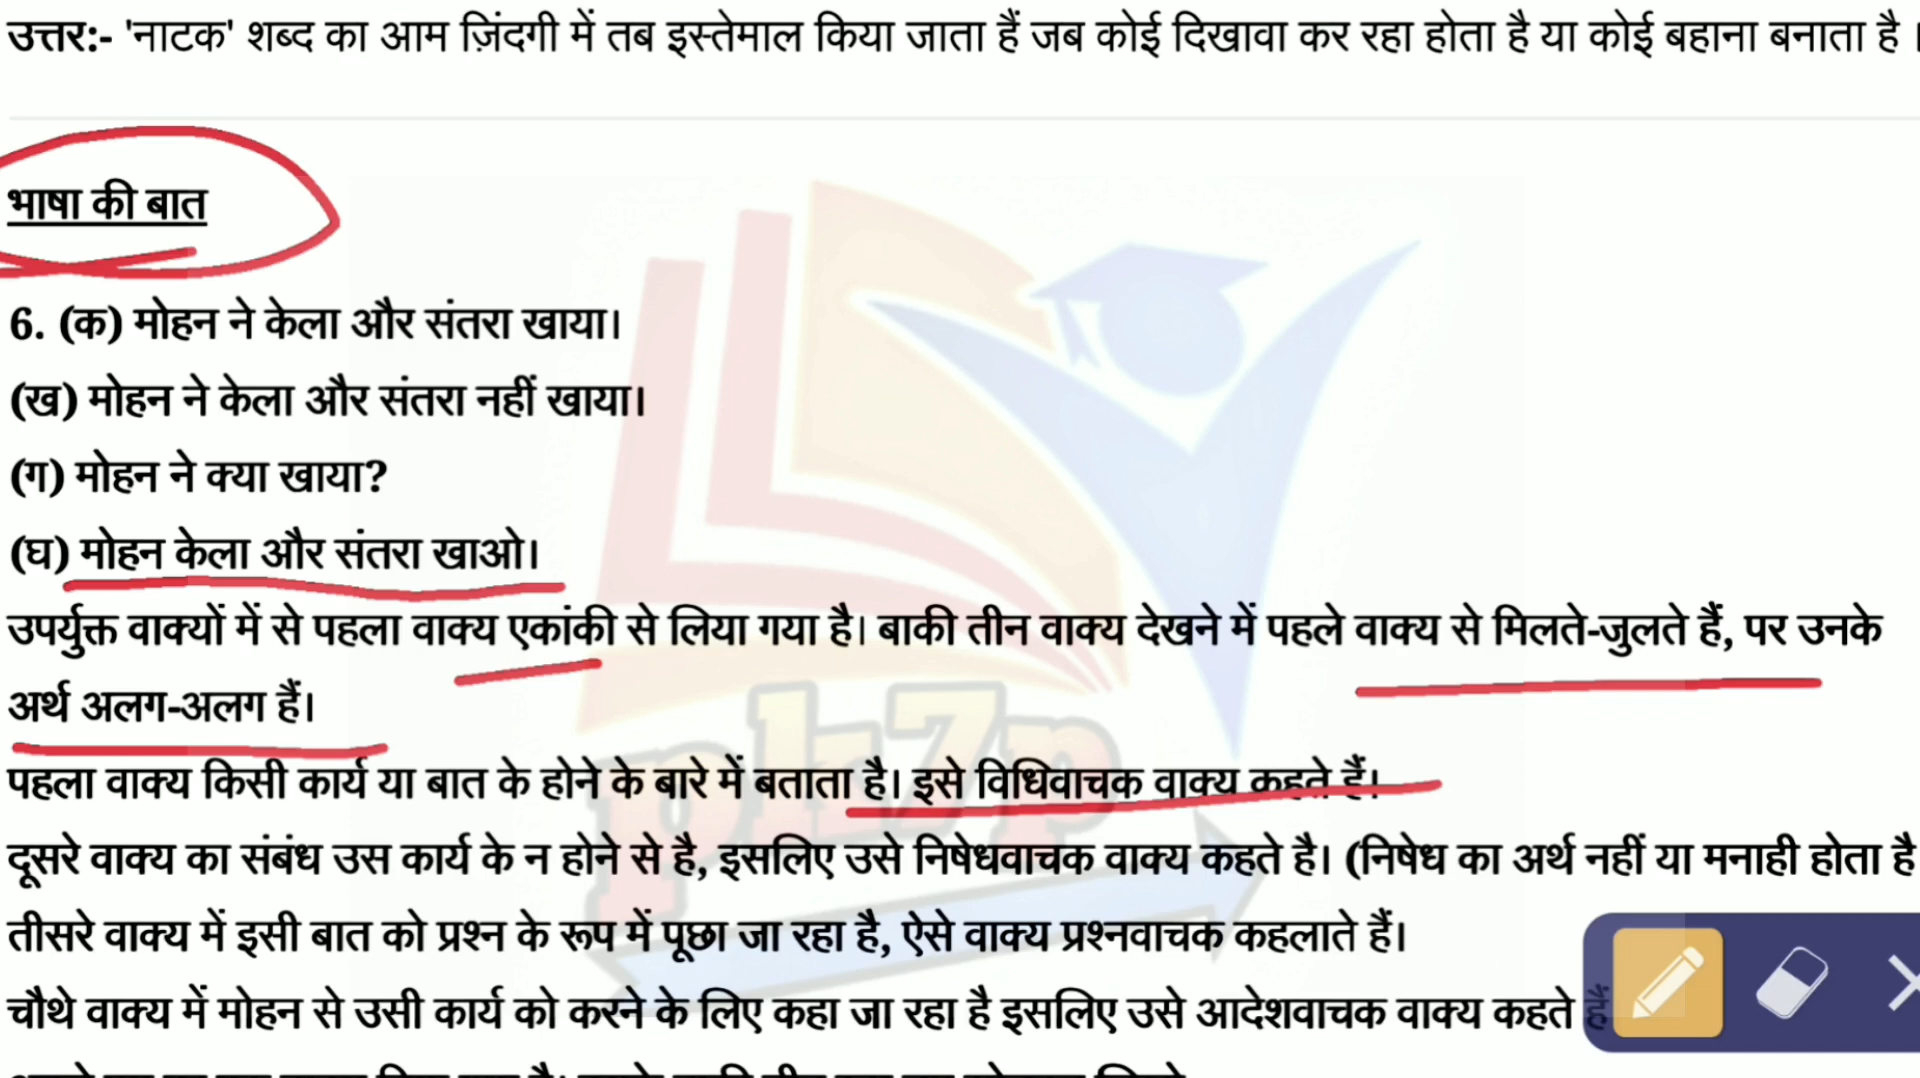 उत्तर:- 'नाटक' शब्द का आम ज़िंदगी में तब इस्तेमाल किया जाता हैं जब कोई दिखावा कर रहा होता है या कोई बहाना बनाता है।
भाषा की बात
6. (क) मोहन ने केला और संतरा खाया।
(ख) मोहन ने केला और संतरा नहीं खाया।
(ग) मोहन ने क्या खाया?
(घ) मोहन केला और संतरा खाओ।
उपर्युक्त वाक्यों में से पहला वाक्य एकांकी से लिया गया है। बाकी तीन वाक्य देखने में पहले वाक्य से मिलते-जुलते हैं, पर उनके
अर्थ अलग-अलग हैं।
पहला वाक्य किसी कार्य या बात के होने के बारे में बताता है। इसे विधिवाचक वाक्य कहते हैं।
दूसरे वाक्य का संबंध उस कार्य के न होने से है, इसलिए उसे निषेधवाचक वाक्य कहते है। (निषेध का अर्थ नहीं या मनाही होता है
तीसरे वाक्य में इसी बात को प्रश्न के रूप में पूछा जा रहा है, ऐसे वाक्य प्रश्नवाचक कहलाते हैं।
चौथे वाक्य में मोहन से उसी कार्य को करने के लिए कहा जा रहा है इसलिए उसे आदेशवाचक वाक्य कहते
pk7p